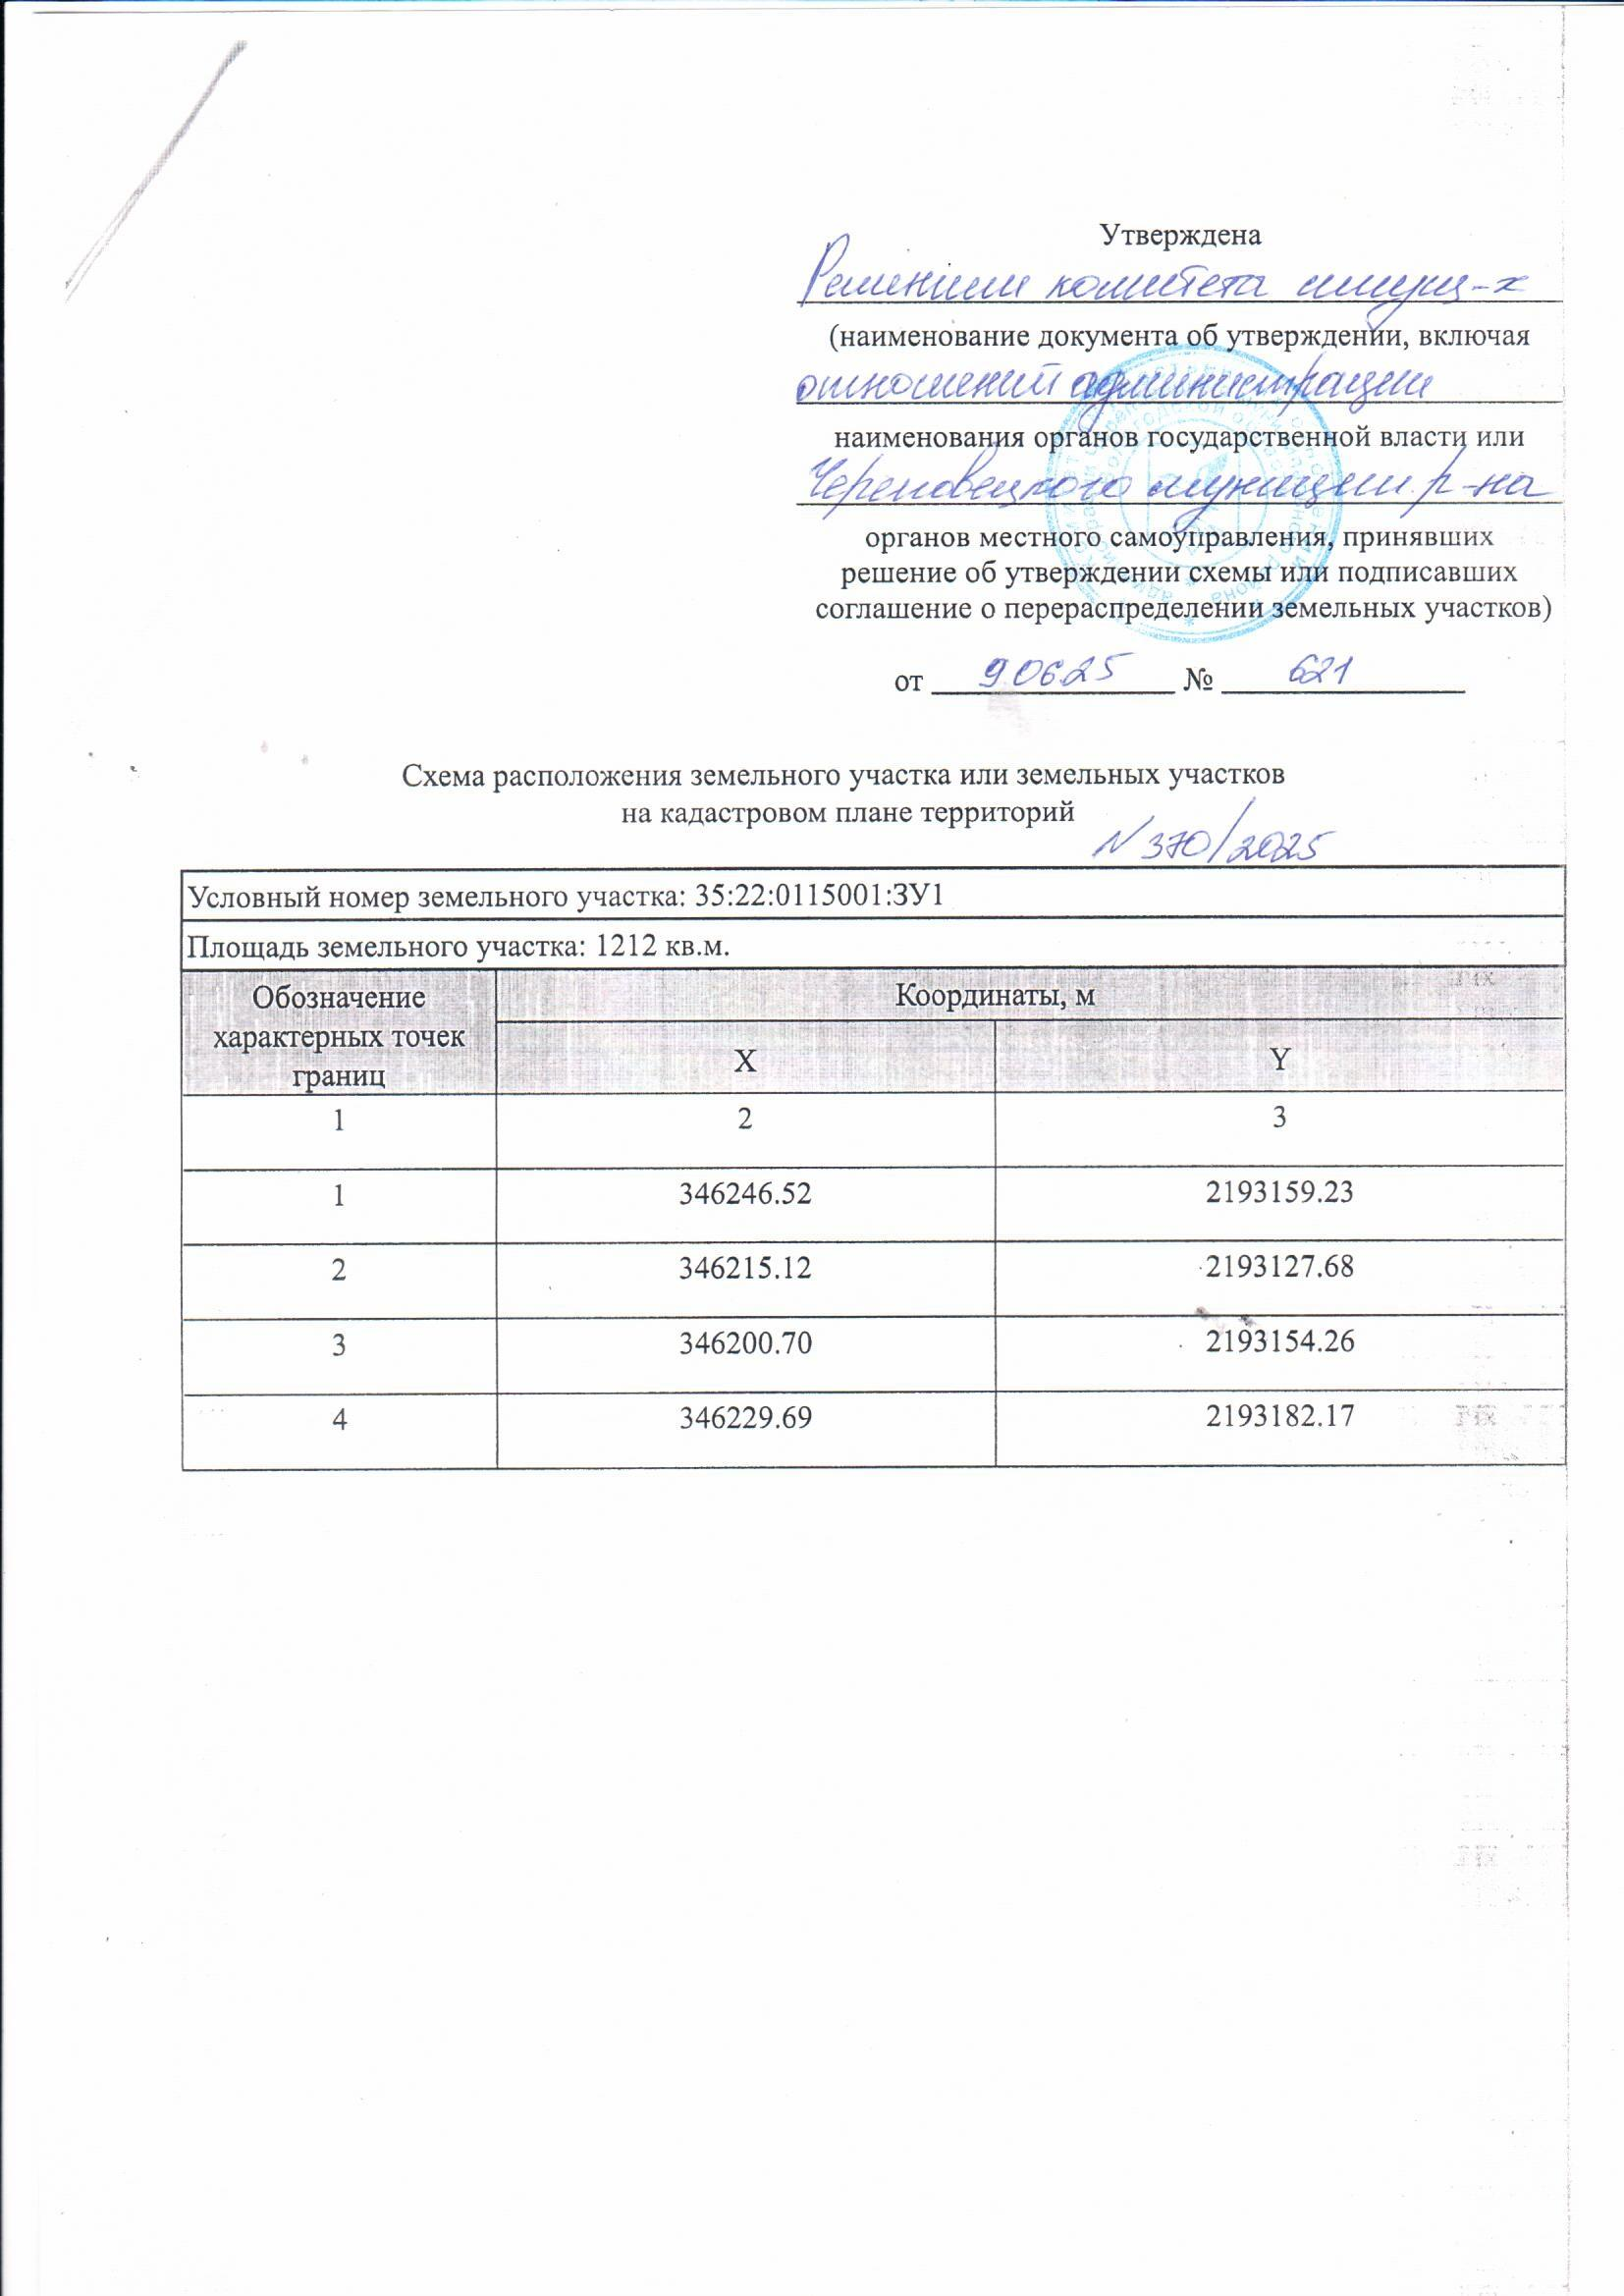 Утверждена
Решением комитета имущ-х
(наименование документа об утверждении, включая
отношений администрации
наименования органов государственной власти или
Череповецкого муницип р-на
органов местного самоуправления, принявших
решение об утверждении схемы или подписавших
соглашение о перераспределении земельных участков)
от 9.06.25 № 621
Схема расположения земельного участка или земельных участков
на кадастровом плане территорий
N 370/2025
Условный номер земельного участка: 35:22:0115001:ЗУ1
Площадь земельного участка: 1212 кв.м.
Обозначение характерных точек границ Координаты, м
X Y
1 2 3
1 346246.52 2193159.23
2 346215.12 2193127.68
3 346200.70 2193154.26
4 346229.69 2193182.17